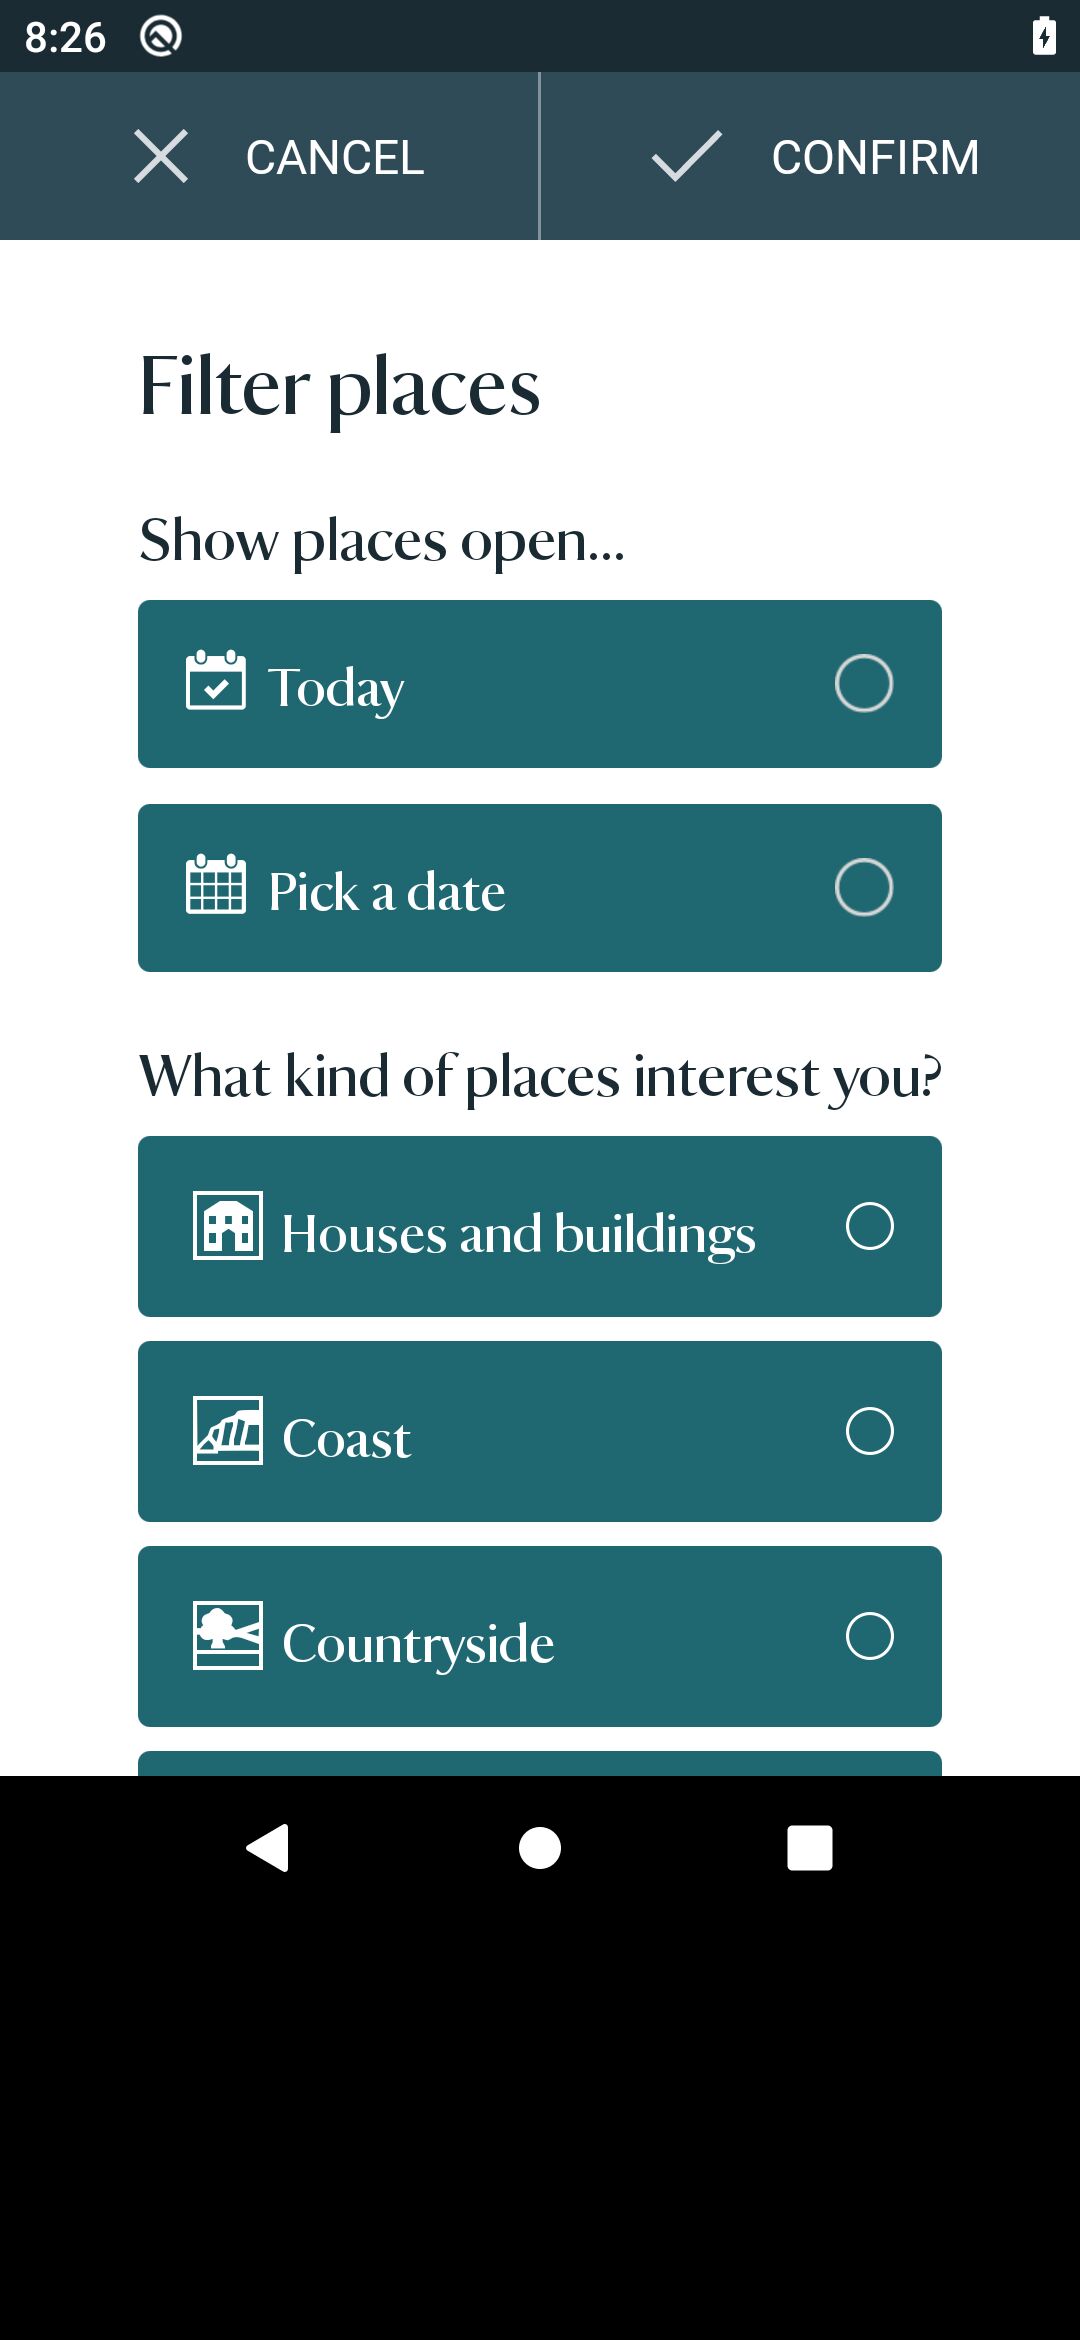 8:26
CANCEL
CONFIRM
Filter places
Show places open...
Today
Pick a date
What kind of places interest you?
Houses and buildings
Coast
Countryside